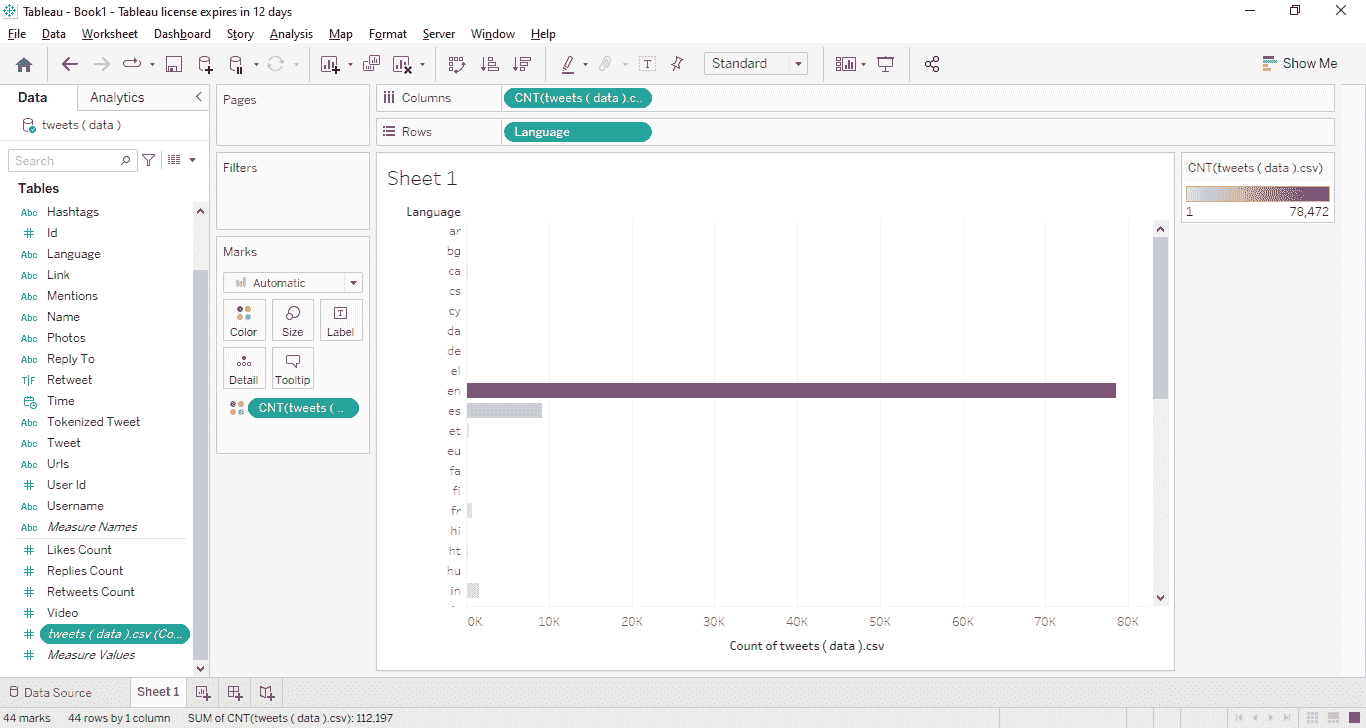 Tableau - Book1 - Tableau license expires in 12 days
File Data Worksheet Dashboard Story Analysis Map Format Server Window Help
Standard
Show Me
Data Analytics
tweets ( data )
Search
Tables
Abc Hashtags
# Id
Abc Language
Abc Link
Abc Mentions
Abc Name
Abc Photos
Abc Reply To
T|F Retweet
Time
Abc Tokenized Tweet
Abc Tweet
Abc Urls
# User Id
Abc Username
Abc Measure Names
# Likes Count
# Replies Count
# Retweets Count
# Video
# tweets ( data ).csv (Co...
# Measure Values
Pages
Filters
Marks
Automatic
Color Size Label
Detail Tooltip
CNT(tweets ( ..
Columns CNT(tweets ( data ).c..
Rows Language
Sheet 1
Language
ar
bg
ca
cs
cy
da
de
el
en
es
et
eu
fa
fi
fr
hi
ht
hu
in
0K 10K 20K 30K 40K 50K 60K 70K 80K
Count of tweets ( data ).csv
CNT(tweets ( data ).csv)
1 78,472
Data Source Sheet 1
44 marks 44 rows by 1 column SUM of CNT(tweets ( data ).csv): 112,197